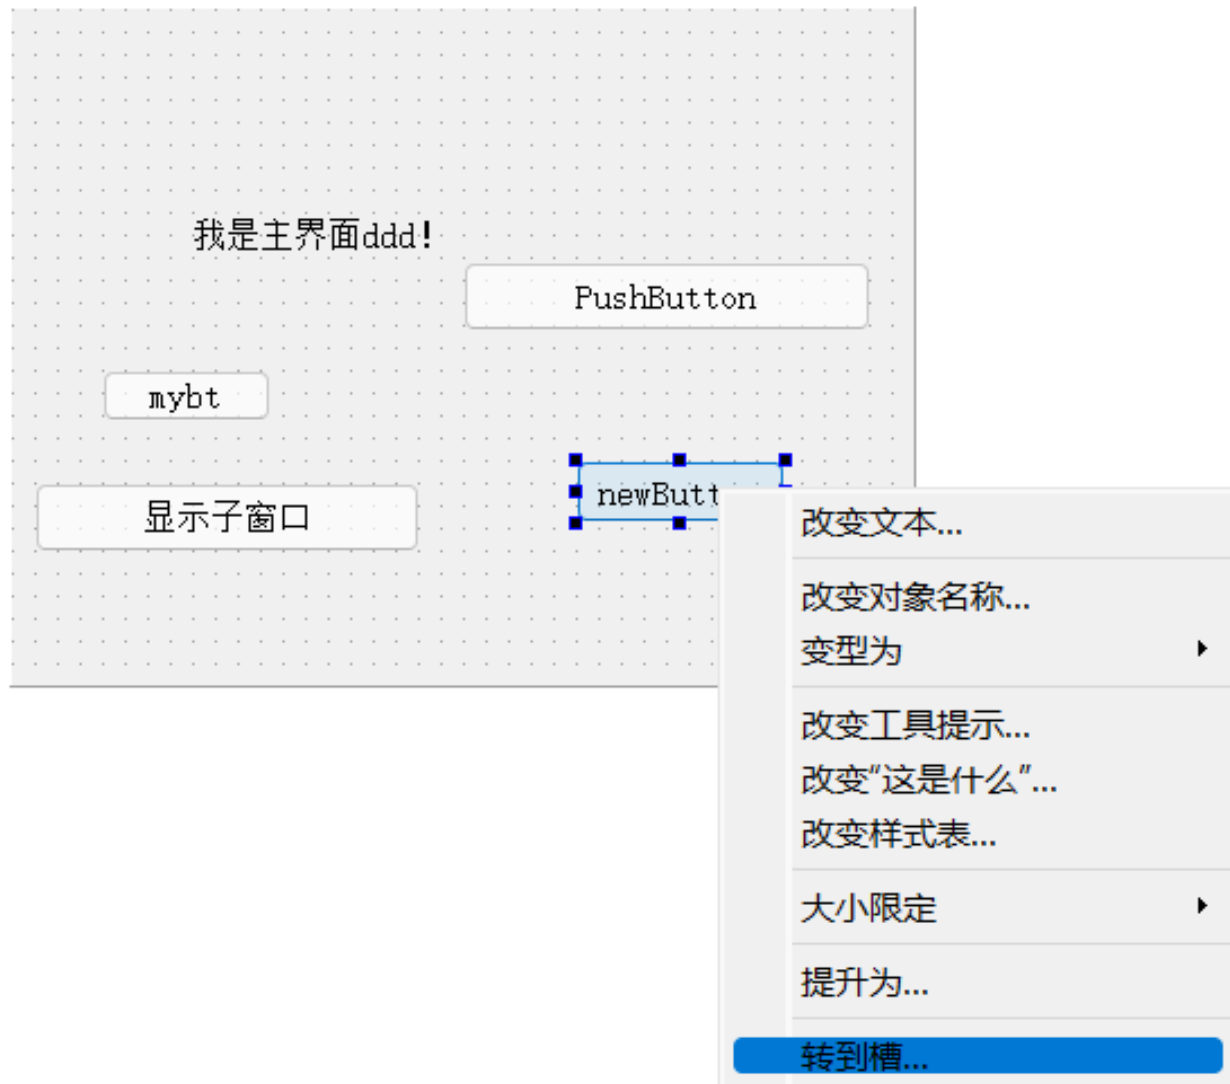 我是主界面ddd!
PushButton
mybt
newButt
显示子窗口
改变文本...
改变对象名称...
变型为
改变工具提示...
改变"这是什么"...
改变样式表...
大小限定
提升为...
转到槽...